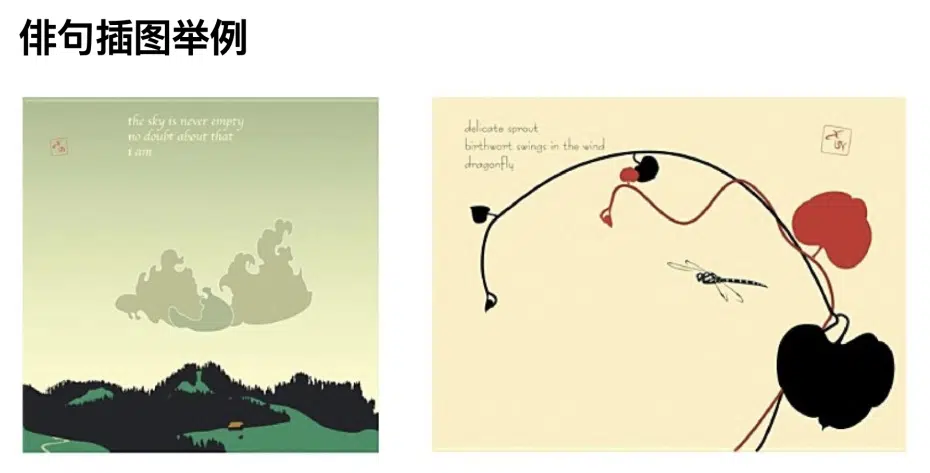 俳句插图举例
the sky is never empty
no doubt about that
i am
delicate sprout
birthwort swings in the wind
dragonfly